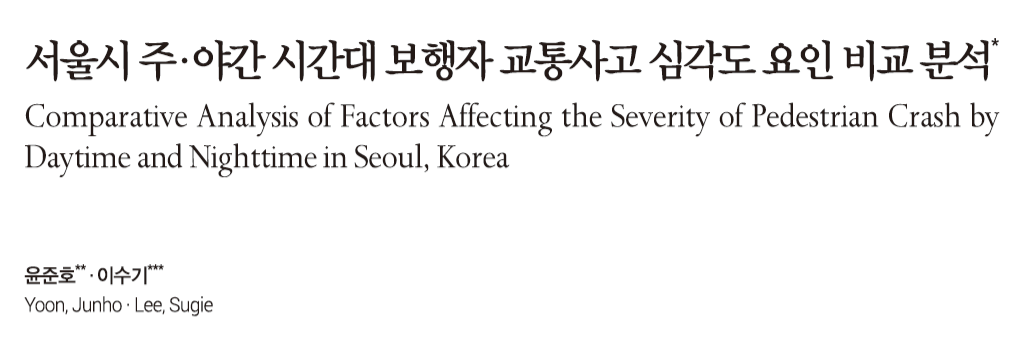 서울시 주·야간 시간대 보행자 교통사고 심각도 요인 비교 분석*
Comparative Analysis of Factors Affecting the Severity of Pedestrian Crash by
Daytime and Nighttime in Seoul, Korea
윤준호** · 이수기***
Yoon, Junho · Lee, Sugie